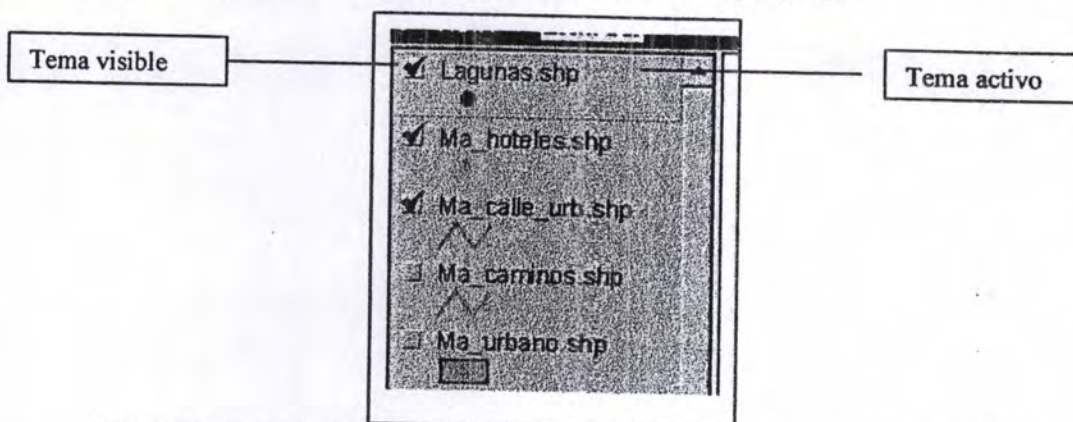 Tema visible
Tema activo
Lagunas.shp
Ma_hoteles.shp
Ma_calle_urb.shp
Ma_caminos.shp
Ma_urbano.shp